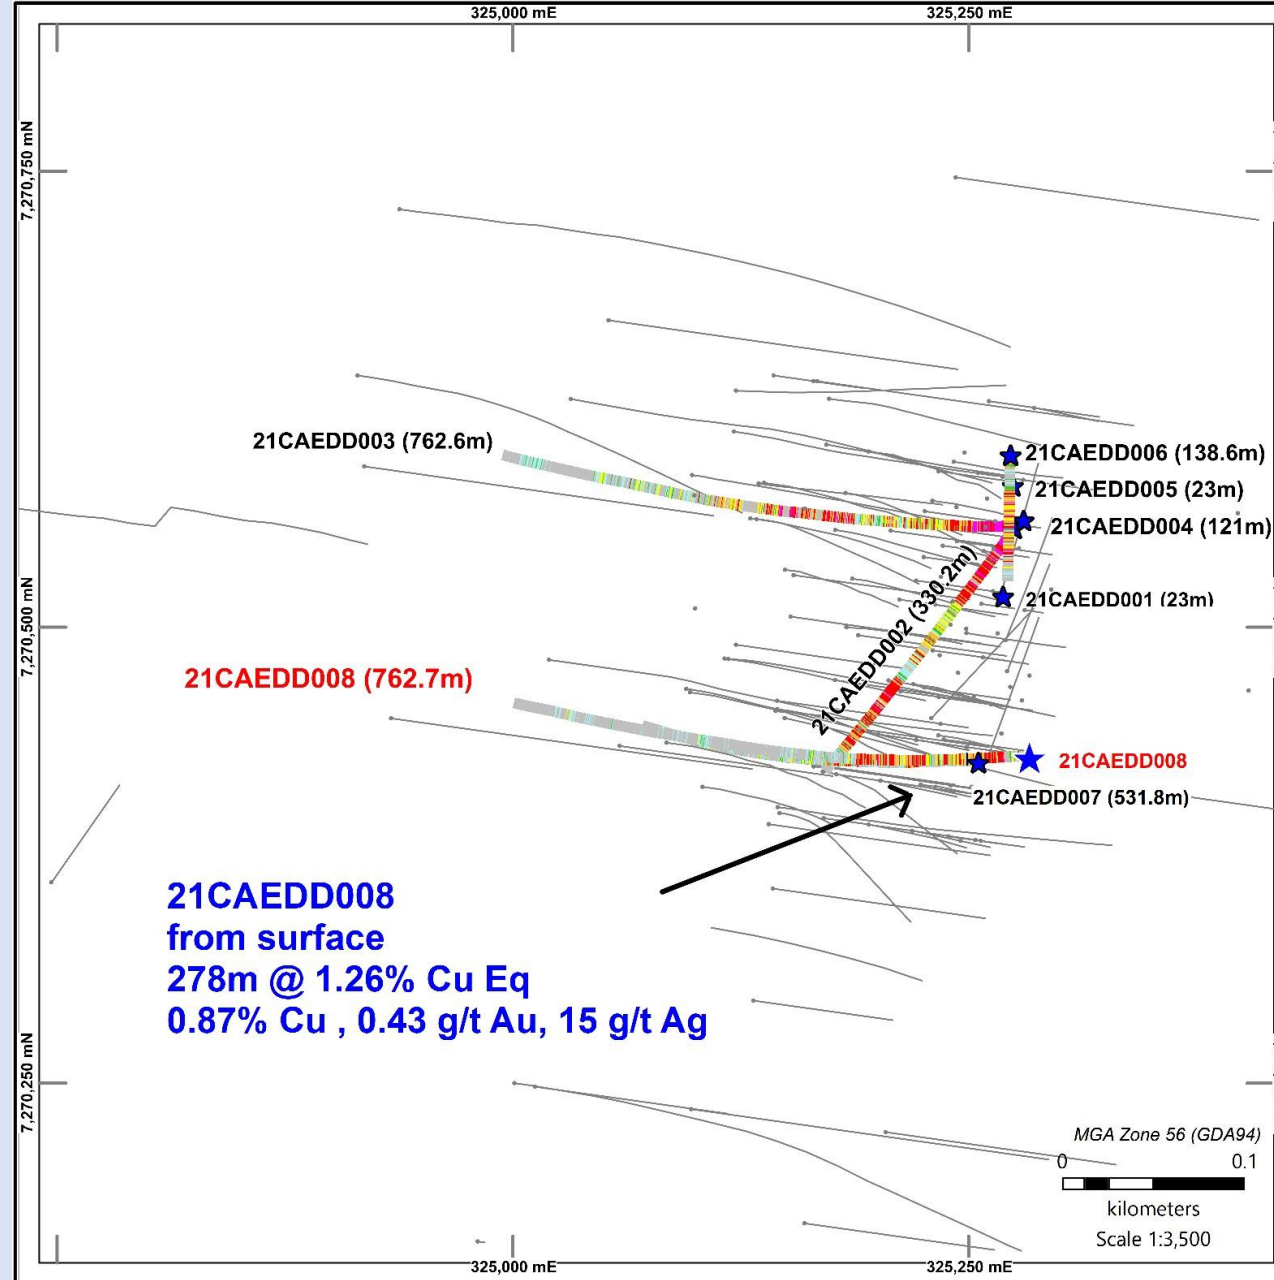 325,000 mE
325,250 mE
7,270,750 mN
21CAEDD003 (762.6m)
21CAEDD006 (138.6m)
21CAEDD005 (23m)
21CAEDD004 (121m)
21CAEDD002 (330.2m)
21CAEDD001 (23m)
7,270,500 mN
21CAEDD008 (762.7m)
21CAEDD008
21CAEDD007 (531.8m)
21CAEDD008
from surface
278m @ 1.26% Cu Eq
0.87% Cu , 0.43 g/t Au, 15 g/t Ag
7,270,250 mN
MGA Zone 56 (GDA94)
0 0.1
kilometers
Scale 1:3,500
325,000 mE
325,250 mE